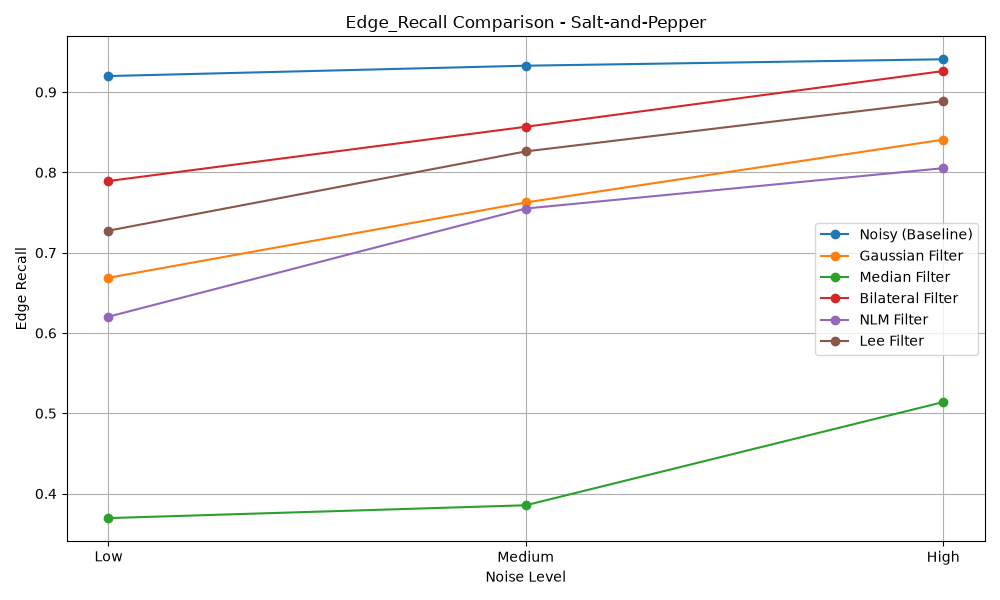 Edge_Recall Comparison - Salt-and-Pepper
Edge Recall
0.9
0.8
0.7
0.6
0.5
0.4
Noisy (Baseline)
Gaussian Filter
Median Filter
Bilateral Filter
NLM Filter
Lee Filter
Low
Medium
High
Noise Level